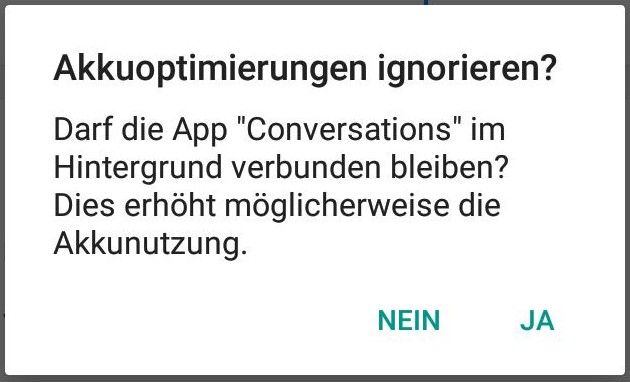 Akkuoptimierungen ignorieren?
Darf die App "Conversations" im
Hintergrund verbunden bleiben?
Dies erhöht möglicherweise die
Akkunutzung.
NEIN JA